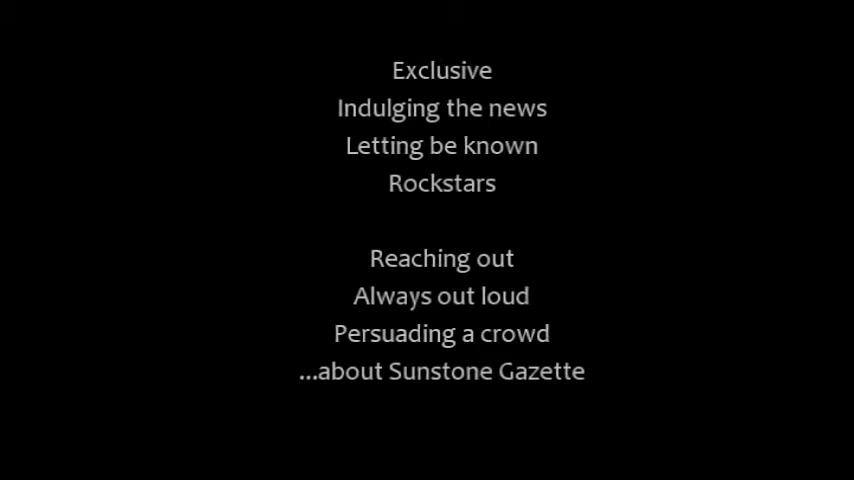 Exclusive
Indulging the news
Letting be known
Rockstars
Reaching out
Always out loud
Persuading a crowd
...about Sunstone Gazette